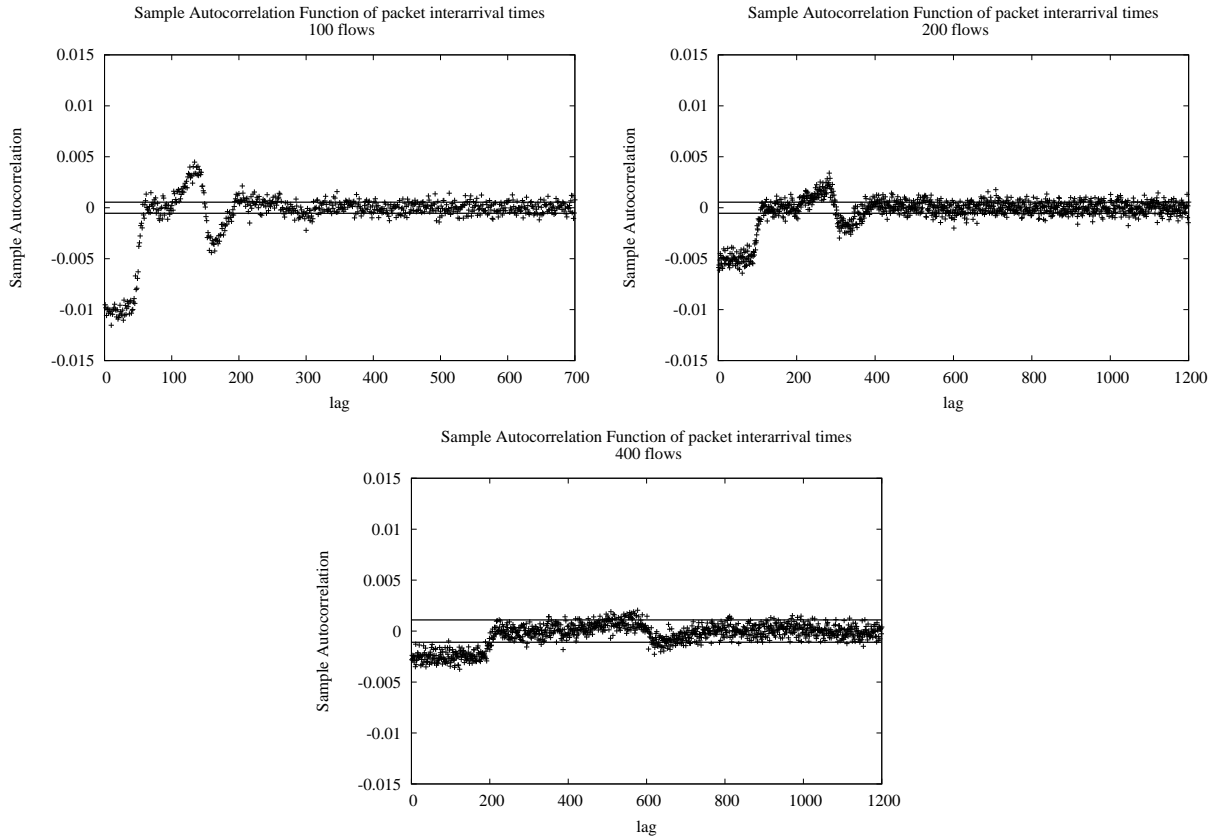 Sample Autocorrelation Function of packet interarrival times
100 flows
0.015
0.01
0.005
0
-0.005
-0.01
-0.015
Sample Autocorrelation
0 100 200 300 400 500 600 700
lag
Sample Autocorrelation Function of packet interarrival times
200 flows
0.015
0.01
0.005
0
-0.005
-0.01
-0.015
Sample Autocorrelation
0 200 400 600 800 1000 1200
lag
Sample Autocorrelation Function of packet interarrival times
400 flows
0.015
0.01
0.005
0
-0.005
-0.01
-0.015
Sample Autocorrelation
0 200 400 600 800 1000 1200
lag